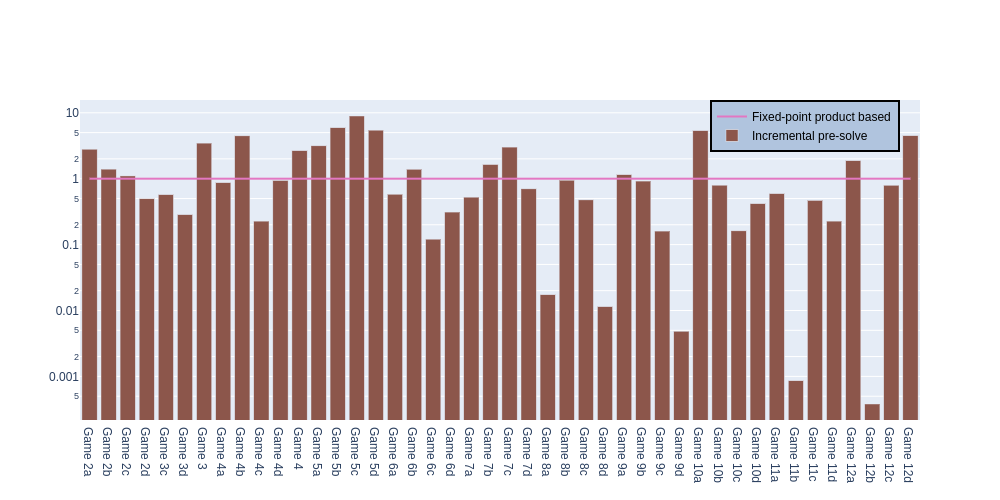 Fixed-point product based
Incremental pre-solve
10
5
2
1
5
2
0.1
5
2
0.01
5
2
0.001
5
Game 2a
Game 2b
Game 2c
Game 2d
Game 3c
Game 3d
Game 3
Game 4a
Game 4b
Game 4c
Game 4d
Game 4
Game 5a
Game 5b
Game 5c
Game 5d
Game 6a
Game 6b
Game 6c
Game 6d
Game 7a
Game 7b
Game 7c
Game 7d
Game 8a
Game 8b
Game 8c
Game 8d
Game 9a
Game 9b
Game 9c
Game 9d
Game 10a
Game 10b
Game 10c
Game 10d
Game 11a
Game 11b
Game 11c
Game 11d
Game 12a
Game 12b
Game 12c
Game 12d